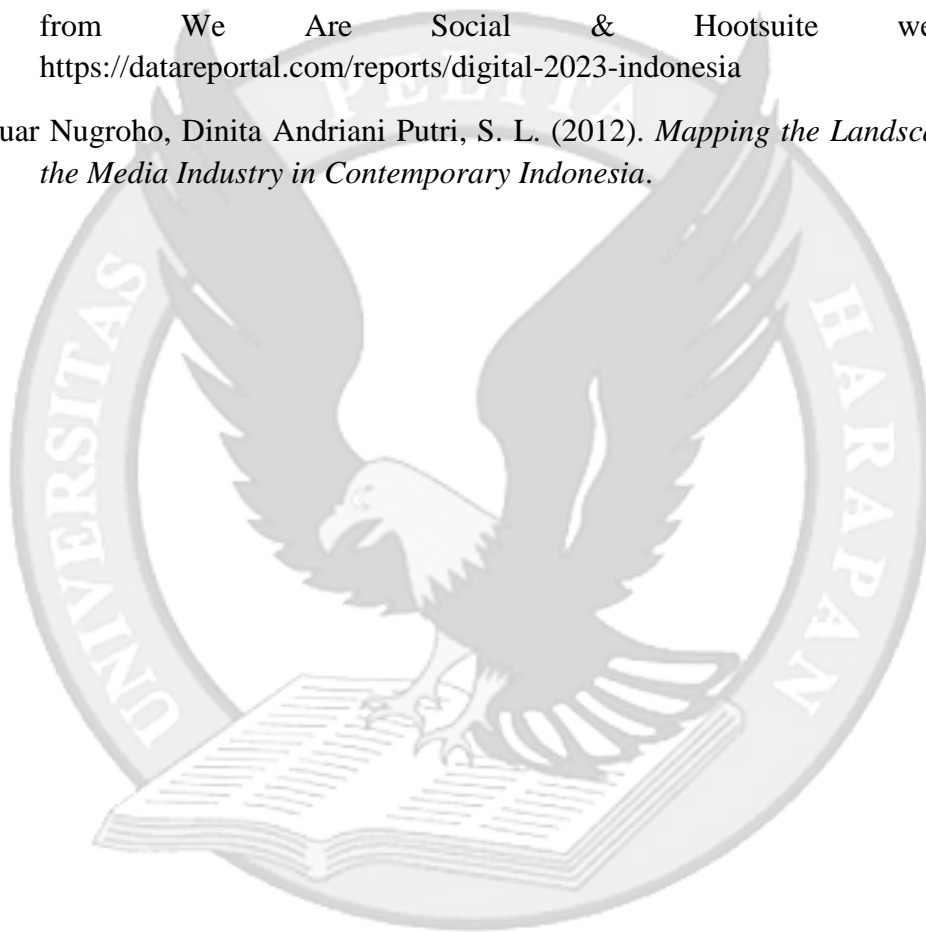 from We Are Social & Hootsuite we
https://datareportal.com/reports/digital-2023-indonesia
uar Nugroho, Dinita Andriani Putri, S. L. (2012). Mapping the Landsca
the Media Industry in Contemporary Indonesia.
UNIVERSITAS PELITA HARAPAN